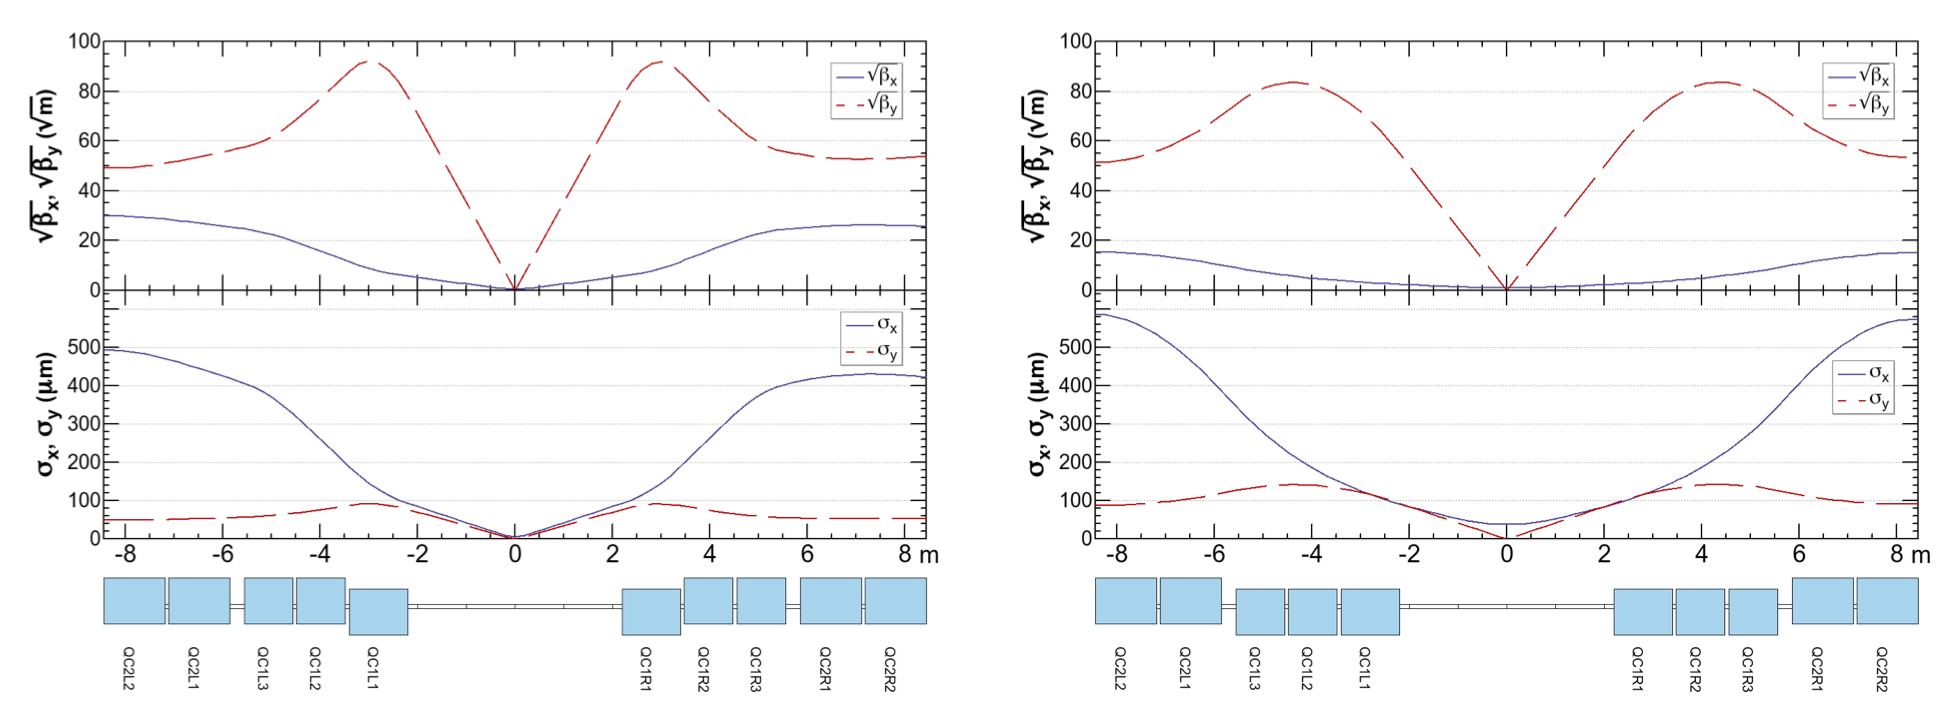 100
80
60
40
20
0
√βx, √βy (√m)
√βx
√βy
500
400
300
200
100
0
σx, σy (μm)
σx
σy
-8 -6 -4 -2 0 2 4 6 8 m
QC2L2 QC2L1 QC1L3 QC1L2 QC1L1 QC1R1 QC1R2 QC1R3 QC2R1 QC2R2
100
80
60
40
20
0
√βx, √βy (√m)
√βx
√βy
500
400
300
200
100
0
σx, σy (μm)
σx
σy
-8 -6 -4 -2 0 2 4 6 8 m
QC2L2 QC2L1 QC1L3 QC1L2 QC1L1 QC1R1 QC1R2 QC1R3 QC2R1 QC2R2